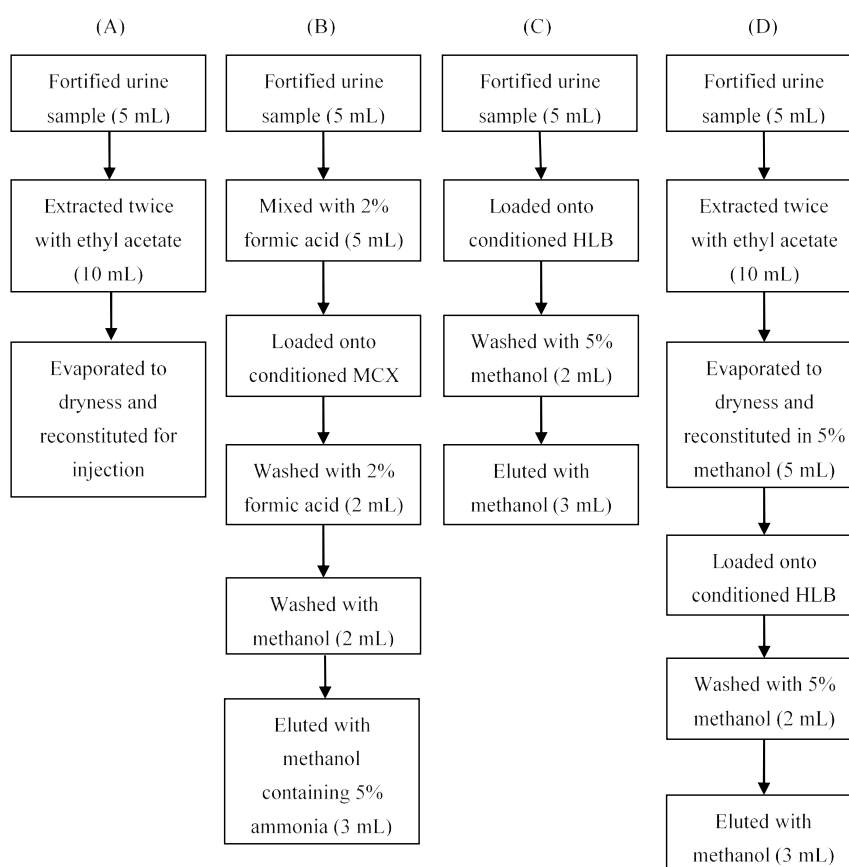 (A)
Fortified urine
sample (5 mL)
Extracted twice
with ethyl acetate
(10 mL)
Evaporated to
dryness and
reconstituted for
injection
(B)
Fortified urine
sample (5 mL)
Mixed with 2%
formic acid (5 mL)
Loaded onto
conditioned MCX
Washed with 2%
formic acid (2 mL)
Washed with
methanol (2 mL)
Eluted with
methanol
containing 5%
ammonia (3 mL)
(C)
Fortified urine
sample (5 mL)
Loaded onto
conditioned HLB
Washed with 5%
methanol (2 mL)
Eluted with
methanol (3 mL)
(D)
Fortified urine
sample (5 mL)
Extracted twice
with ethyl acetate
(10 mL)
Evaporated to
dryness and
reconstituted in 5%
methanol (5 mL)
Loaded onto
conditioned HLB
Washed with 5%
methanol (2 mL)
Eluted with
methanol (3 mL)